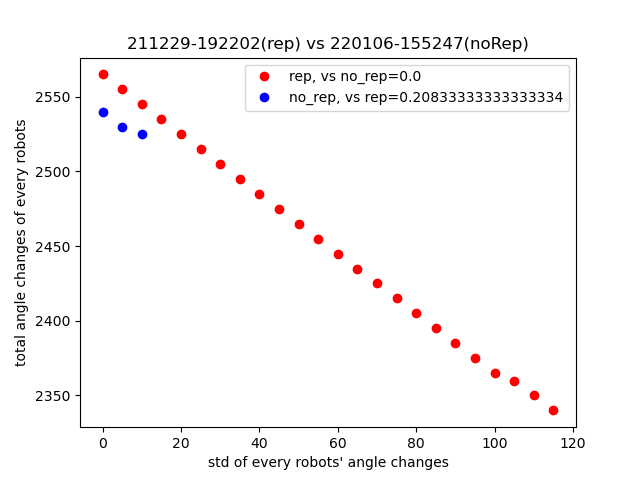 211229-192202(rep) vs 220106-155247(noRep)
rep, vs no_rep=0.0
no_rep, vs rep=0.20833333333333334
total angle changes of every robots
2550
2500
2450
2400
2350
0 20 40 60 80 100 120
std of every robots' angle changes